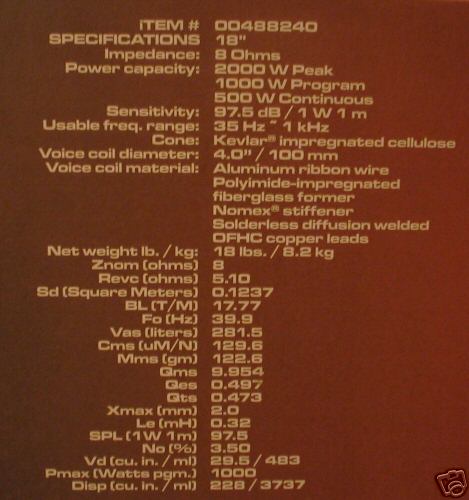 ITEM # 00488240
SPECIFICATIONS 18"
Impedance: 8 Ohms
Power capacity: 2000 W Peak
1000 W Program
500 W Continuous
Sensitivity: 97.5 dB / 1 W 1 m
Usable freq. range: 35 Hz ~ 1 kHz
Cone: Kevlar® impregnated cellulose
Voice coil diameter: 4.0" / 100 mm
Voice coil material: Aluminum ribbon wire
Polyimide-impregnated
fiberglass former
Nomex® stiffener
Solderless diffusion welded
OFHC copper leads
Net weight lb. / kg: 18 lbs. / 8.2 kg
Znom (ohms) 8
Revc (ohms) 5.10
Sd (Square Meters) 0.1237
BL (T/M) 17.77
Fo (Hz) 39.9
Vas (liters) 281.5
Cms (uM/N) 129.6
Mms (gm) 122.6
Qms 9.954
Qes 0.497
Qts 0.473
Xmax (mm) 2.0
Le (mH) 0.32
SPL (1W 1m) 97.5
No (%) 3.50
Vd (cu. in. / ml) 29.5 / 483
Pmax (Watts pgm.) 1000
Disp (cu. in. / ml) 228 / 3737